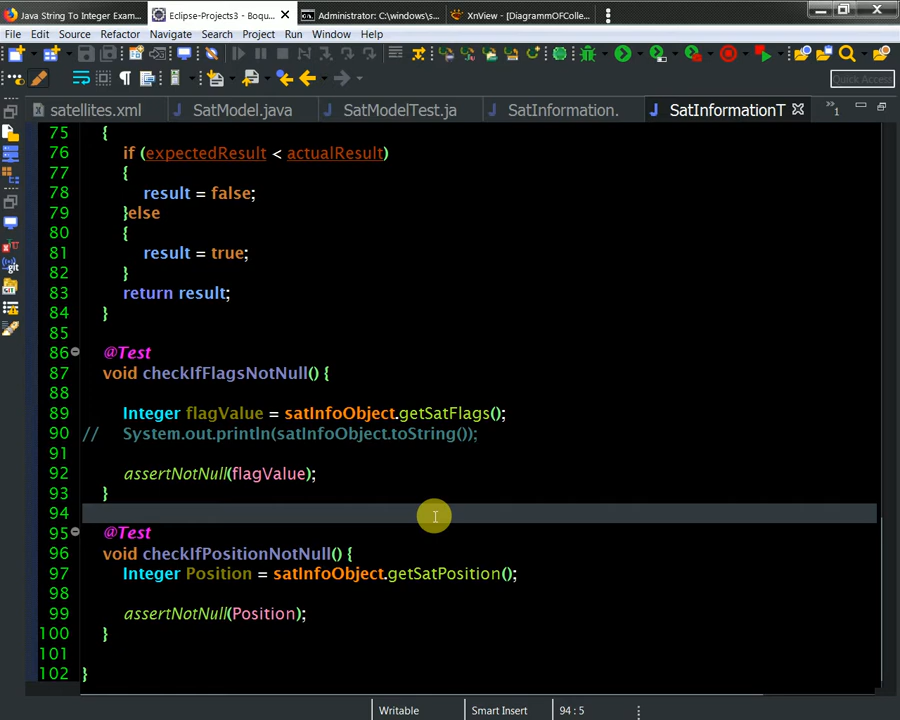 Java String To Integer Exam...
Eclipse-Projects3 - Boqu...
Administrator: C:\windows\s...
XnView - [DiagrammOfColle...
File Edit Source Refactor Navigate Search Project Run Window Help
Quick Access
satellites.xml SatModel.java SatModelTest.ja SatInformation. SatInformationT »1
75 {
76 if (expectedResult < actualResult)
77 {
78 result = false;
79 }else
80 {
81 result = true;
82 }
83 return result;
84 }
85
86 @Test
87 void checkIfFlagsNotNull() {
88
89 Integer flagValue = satInfoObject.getSatFlags();
90 // System.out.println(satInfoObject.toString());
91
92 assertNotNull(flagValue);
93 }
94
95 @Test
96 void checkIfPositionNotNull() {
97 Integer Position = satInfoObject.getSatPosition();
98
99 assertNotNull(Position);
100 }
101
102 }
Writable Smart Insert 94 : 5